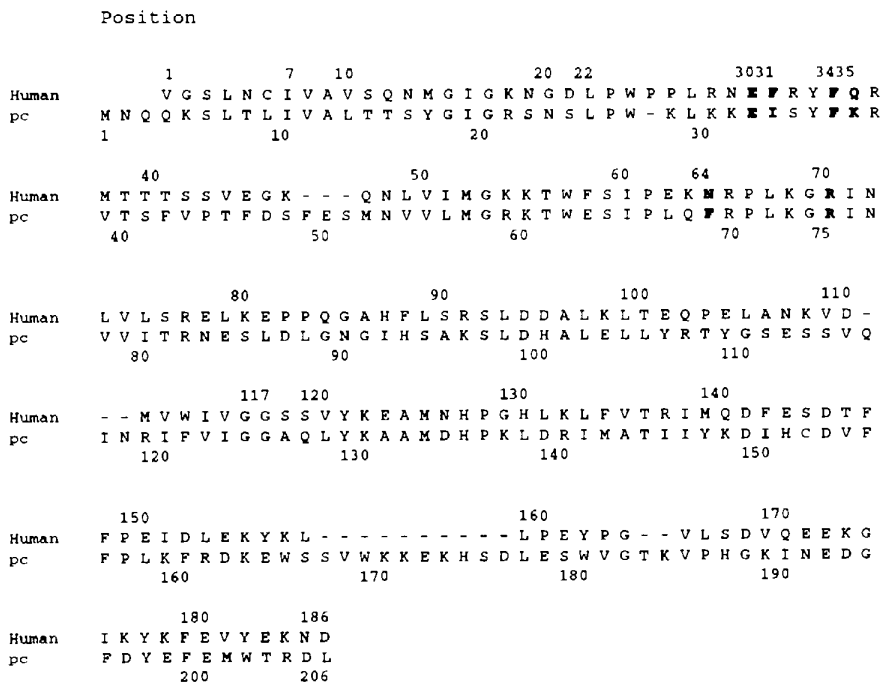 Position
1 7 10 20 22 3031 3435
Human V G S L N C I V A V S Q N M G I G K N G D L P W P P L R N E F R Y F Q R
pc M N Q Q K S L T L I V A L T T S Y G I G R S N S L P W - K L K K E I S Y F K R
1 10 20 30
40 50 60 64 70
Human M T T T S S V E G K - - - Q N L V I M G K K T W F S I P E K N R P L K G R I N
pc V T S F V P T F D S F E S M N V V L M G R K T W E S I P L Q F R P L K G R I N
40 50 60 70 75
80 90 100 110
Human L V L S R E L K E P P Q G A H F L S R S L D D A L K L T E Q P E L A N K V D -
pc V V I T R N E S L D L G N G I H S A K S L D H A L E L L Y R T Y G S E S S V Q
80 90 100 110
117 120 130 140
Human - - M V W I V G G S S V Y K E A M N H P G H L K L F V T R I M Q D F E S D T F
pc I N R I F V I G G A Q L Y K A A M D H P K L D R I M A T I I Y K D I H C D V F
120 130 140 150
150 160 170
Human F P E I D L E K Y K L - - - - - - - - - - L P E Y P G - - V L S D V Q E E K G
pc F P L K F R D K E W S S V W K K E K H S D L E S W V G T K V P H G K I N E D G
160 170 180 190
180 186
Human I K Y K F E V Y E K N D
pc F D Y E F E M W T R D L
200 206